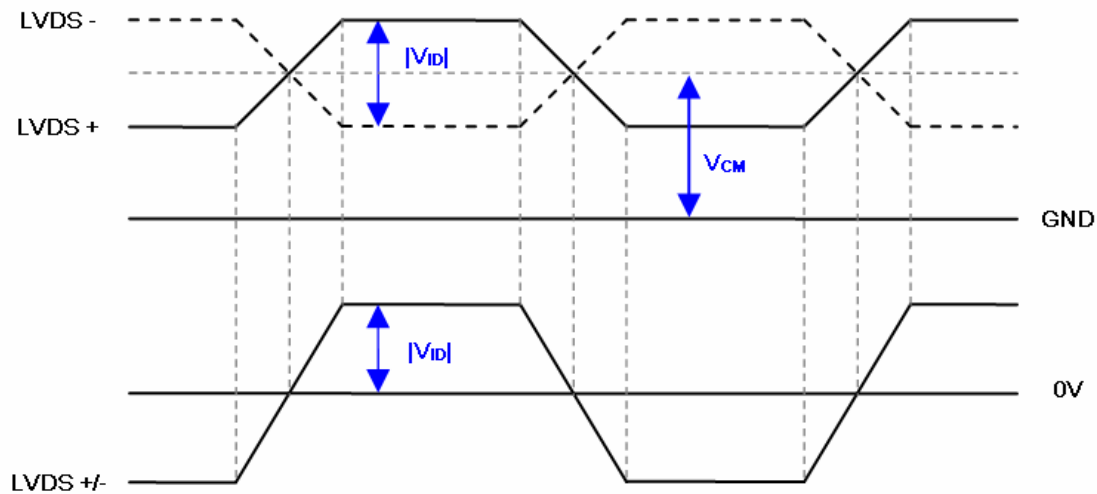 LVDS -
|VID|
LVDS +
VCM
GND
|VID|
0V
LVDS +/-